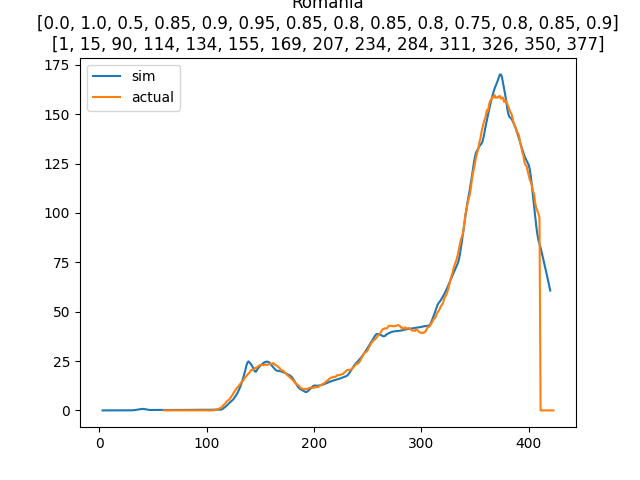 Romania
[0.0, 1.0, 0.5, 0.85, 0.9, 0.95, 0.85, 0.8, 0.85, 0.8, 0.75, 0.8, 0.85, 0.9]
[1, 15, 90, 114, 134, 155, 169, 207, 234, 284, 311, 326, 350, 377]
175
150
125
100
75
50
25
0
sim
actual
0
100
200
300
400